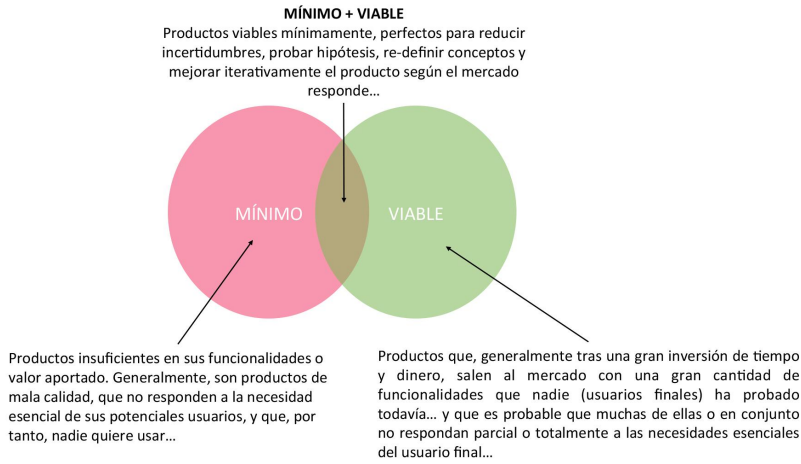 MÍNIMO + VIABLE
Productos viables mínimamente, perfectos para reducir
incertidumbres, probar hipótesis, re-definir conceptos y
mejorar iterativamente el producto según el mercado
responde…
MÍNIMO
VIABLE
Productos insuficientes en sus funcionalidades o
valor aportado. Generalmente, son productos de
mala calidad, que no responden a la necesidad
esencial de sus potenciales usuarios, y que, por
tanto, nadie quiere usar…
Productos que, generalmente tras una gran inversión de tiempo
y dinero, salen al mercado con una gran cantidad de
funcionalidades que nadie (usuarios finales) ha probado
todavía… y que es probable que muchas de ellas o en conjunto
no respondan parcial o totalmente a las necesidades esenciales
del usuario final…